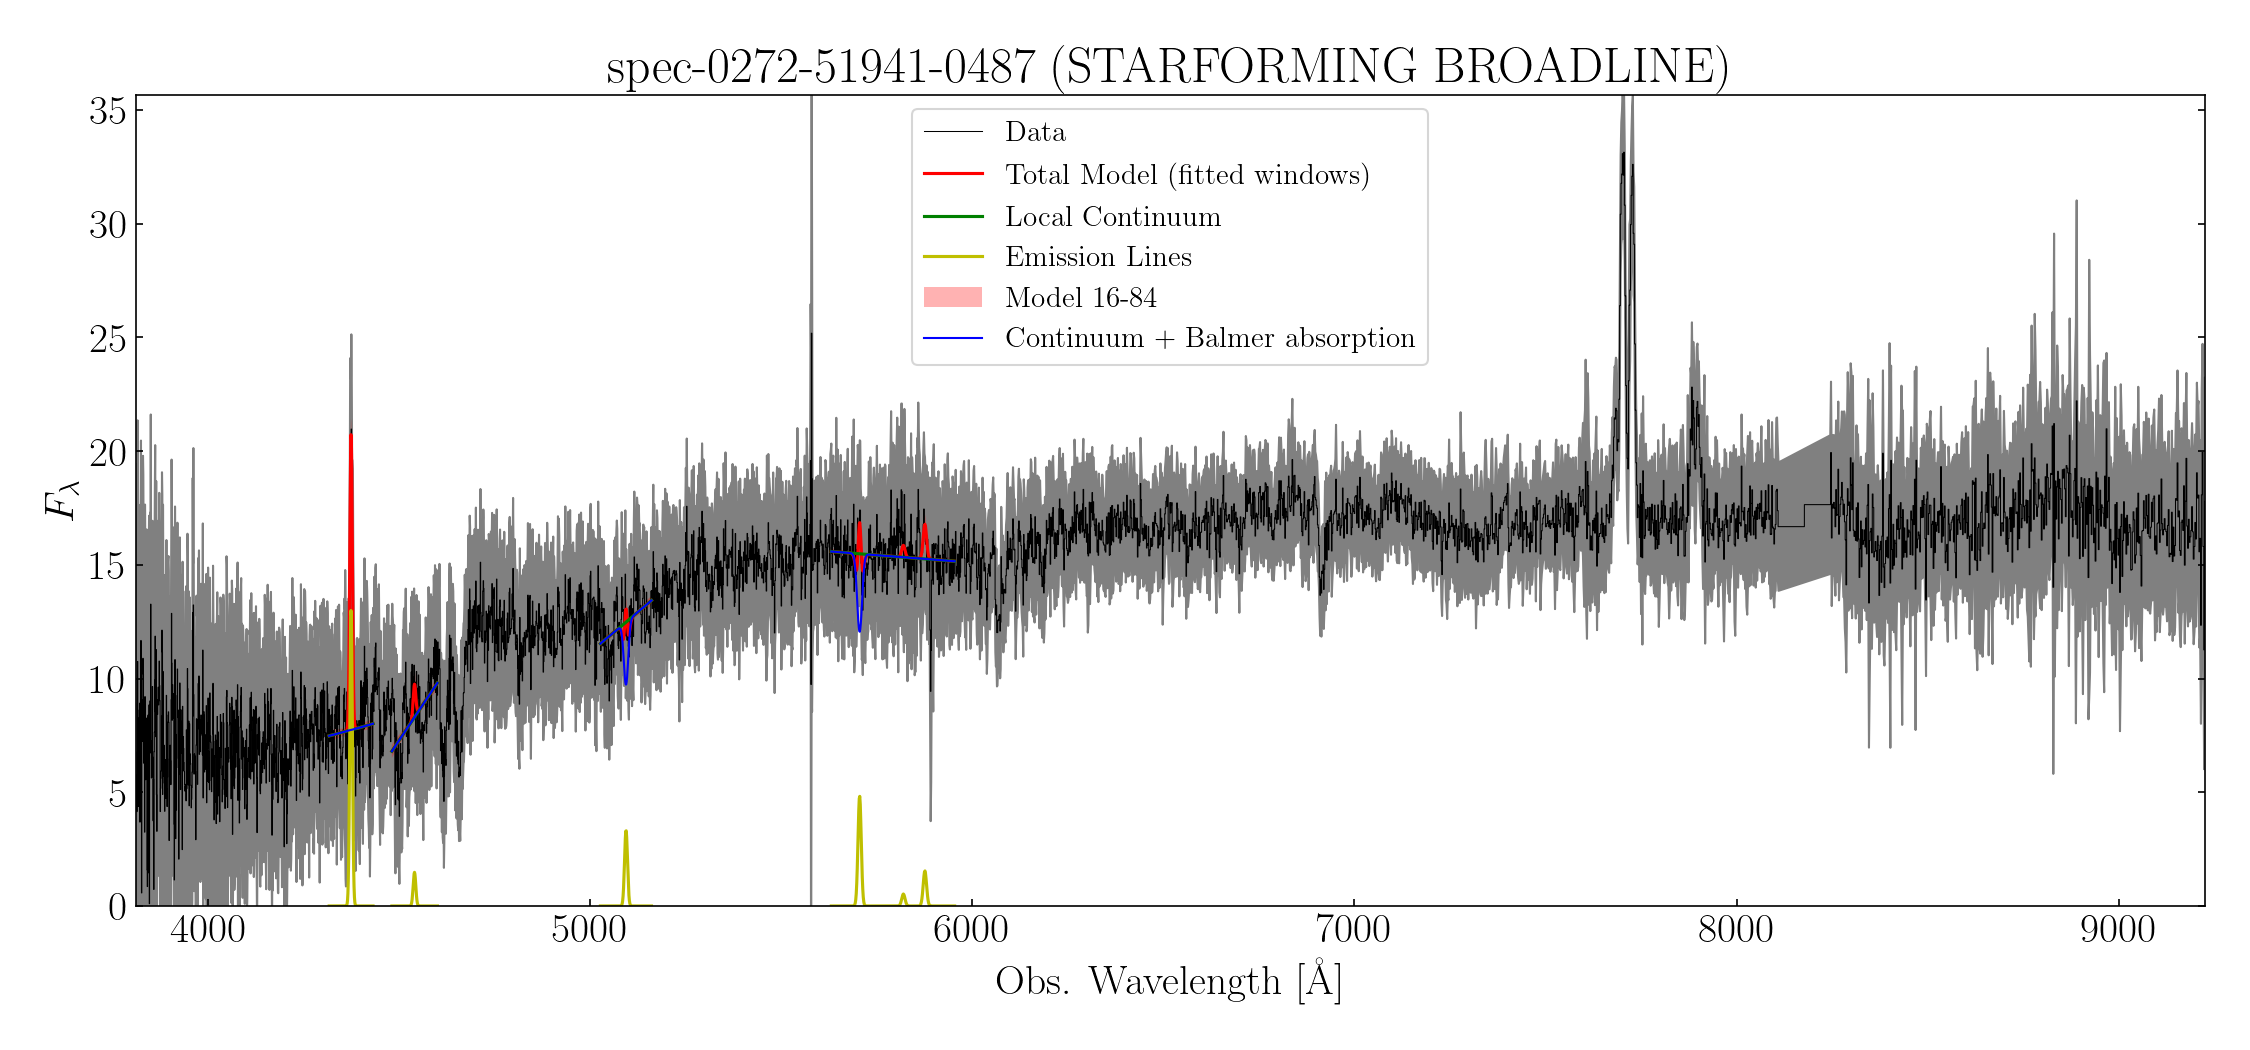 spec-0272-51941-0487 (STARFORMING BROADLINE)
35
30
25
20
15
10
5
0
F_λ
Data
Total Model (fitted windows)
Local Continuum
Emission Lines
Model 16-84
Continuum + Balmer absorption
4000 5000 6000 7000 8000 9000
Obs. Wavelength [Å]